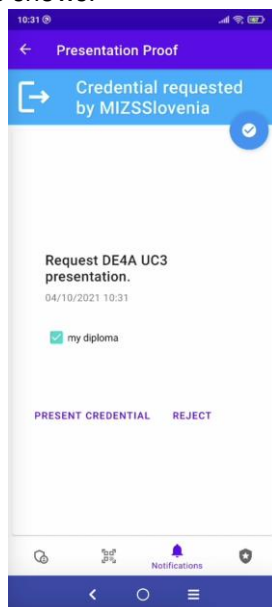 10:31
Presentation Proof
Credential requested
by MIZSSlovenia
Request DE4A UC3
presentation.
04/10/2021 10:31
my diploma
PRESENT CREDENTIAL REJECT
Notifications